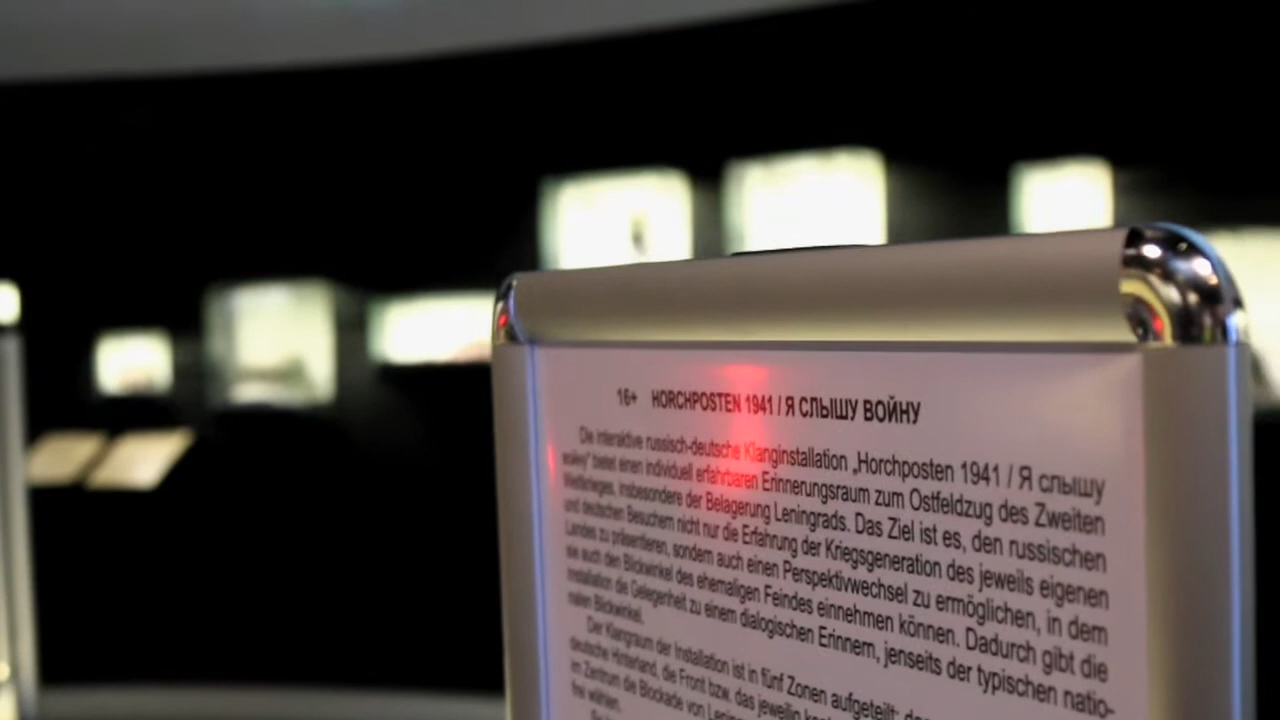 16+ HORCHPOSTEN 1941 / Я СЛЫШУ ВОЙНУ
Die interaktive russisch-deutsche Klanginstallation „Horchposten 1941 / Я слышу
войну" bietet einen individuell erfahrbaren Erinnerungsraum zum Ostfeldzug des Zweiten
Weltkrieges, insbesondere der Belagerung Leningrads. Das Ziel ist es, den russischen
und deutschen Besuchern nicht nur die Erfahrung der Kriegsgeneration des jeweils eigenen
Landes zu präsentieren, sondern auch einen Perspektivwechsel zu ermöglichen, in dem
sie auch den Blickwinkel des ehemaligen Feindes einnehmen können. Dadurch gibt die
Installation die Gelegenheit zu einem dialogischen Erinnern, jenseits der typischen natio-
nalen Blickwinkel.
Der Klangraum der Installation ist in fünf Zonen aufgeteilt:
deutsche Hinterland, die Front bzw. das jeweilin
im Zentrum die Blockade von
frei wählen.